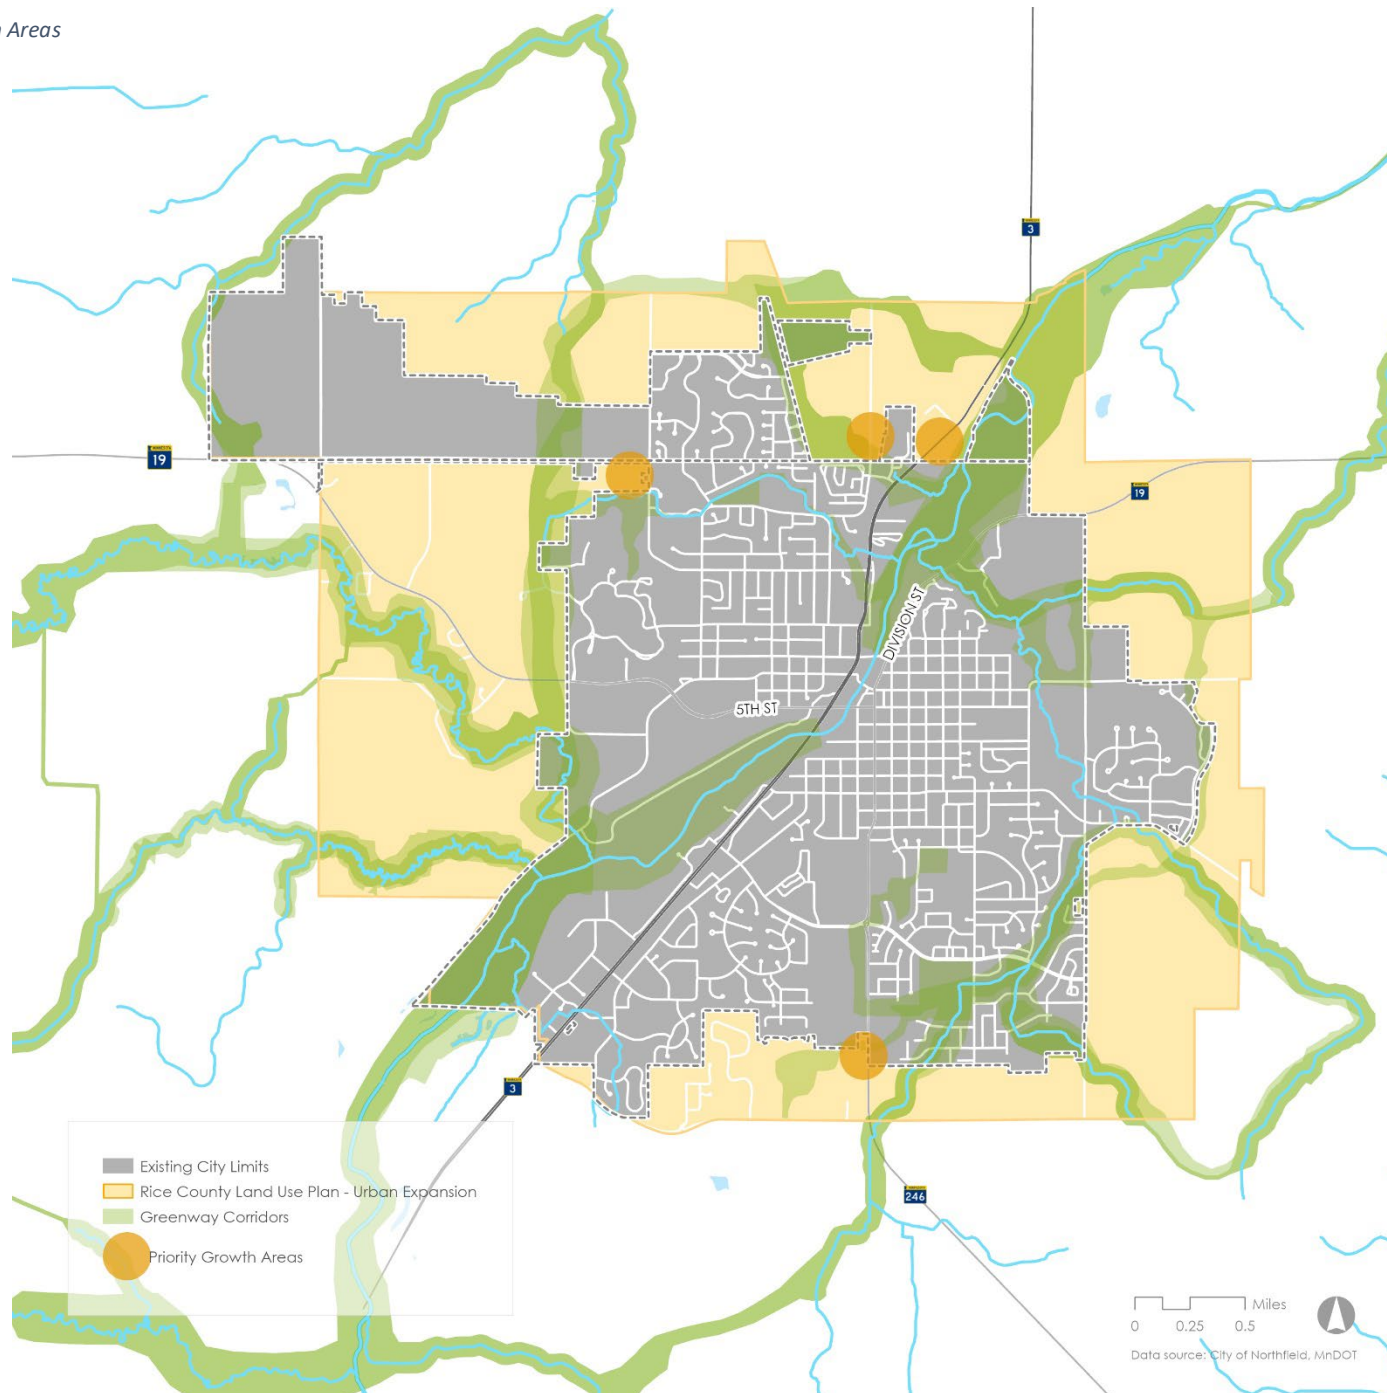 Areas
3
19
19
DIVISION ST
5TH ST
3
246
Existing City Limits
Rice County Land Use Plan - Urban Expansion
Greenway Corridors
Priority Growth Areas
Miles
0 0.25 0.5
Data source: City of Northfield, MnDOT